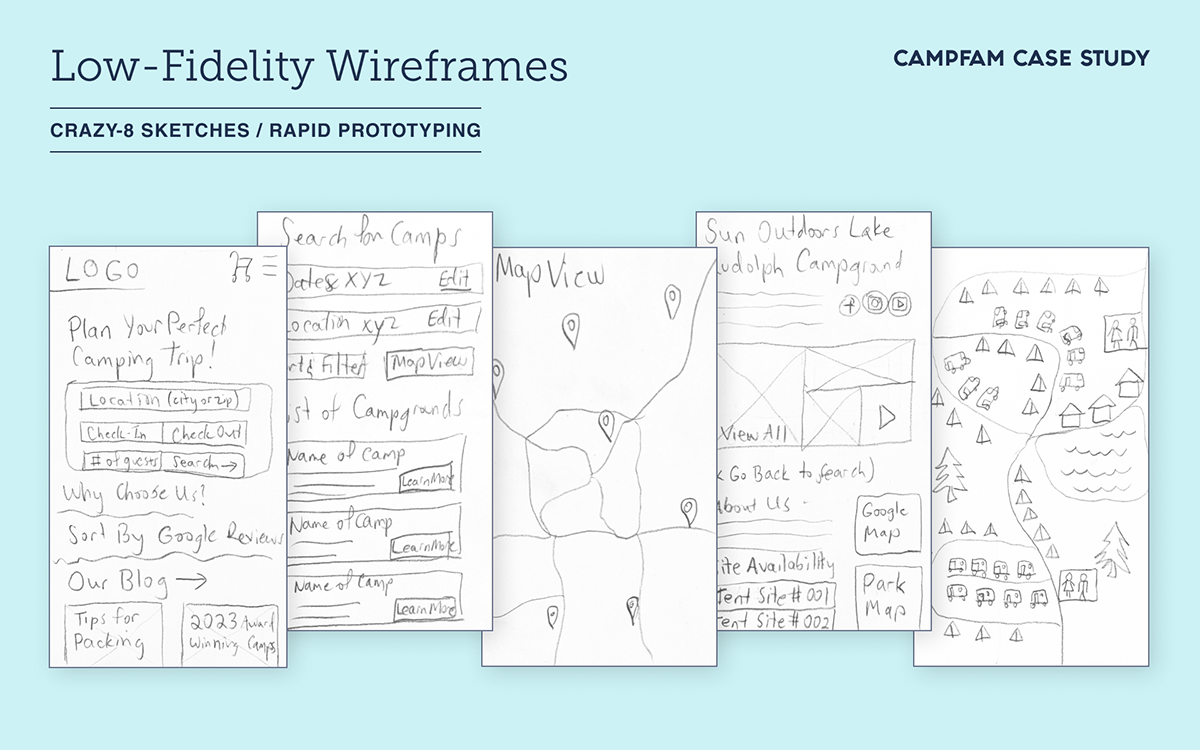 Low-Fidelity Wireframes
CAMPFAM CASE STUDY
CRAZY-8 SKETCHES / RAPID PROTOTYPING
LOGO
Plan Your Perfect
Camping Trip!
Location (city or zip)
Check-In Check Out
# of guests Search →
Why Choose Us?
Sort By Google Reviews
Our Blog →
Tips for
Packing
2023 Award
Winning Camps
Search for Camps
Dates XYZ Edit
Location xyz Edit
rt & Filter Map View
ist of Campgrounds
Name of Camp
Learn More
Name of Camp
Learn More
Name of Camp
Learn More
Map View
Sun Outdoors Lake
udolph Campground
f
View All
< Go Back to Search)
About Us
Google
Map
ite Availability
Tent Site # 001
Tent Site # 002
Park
Map